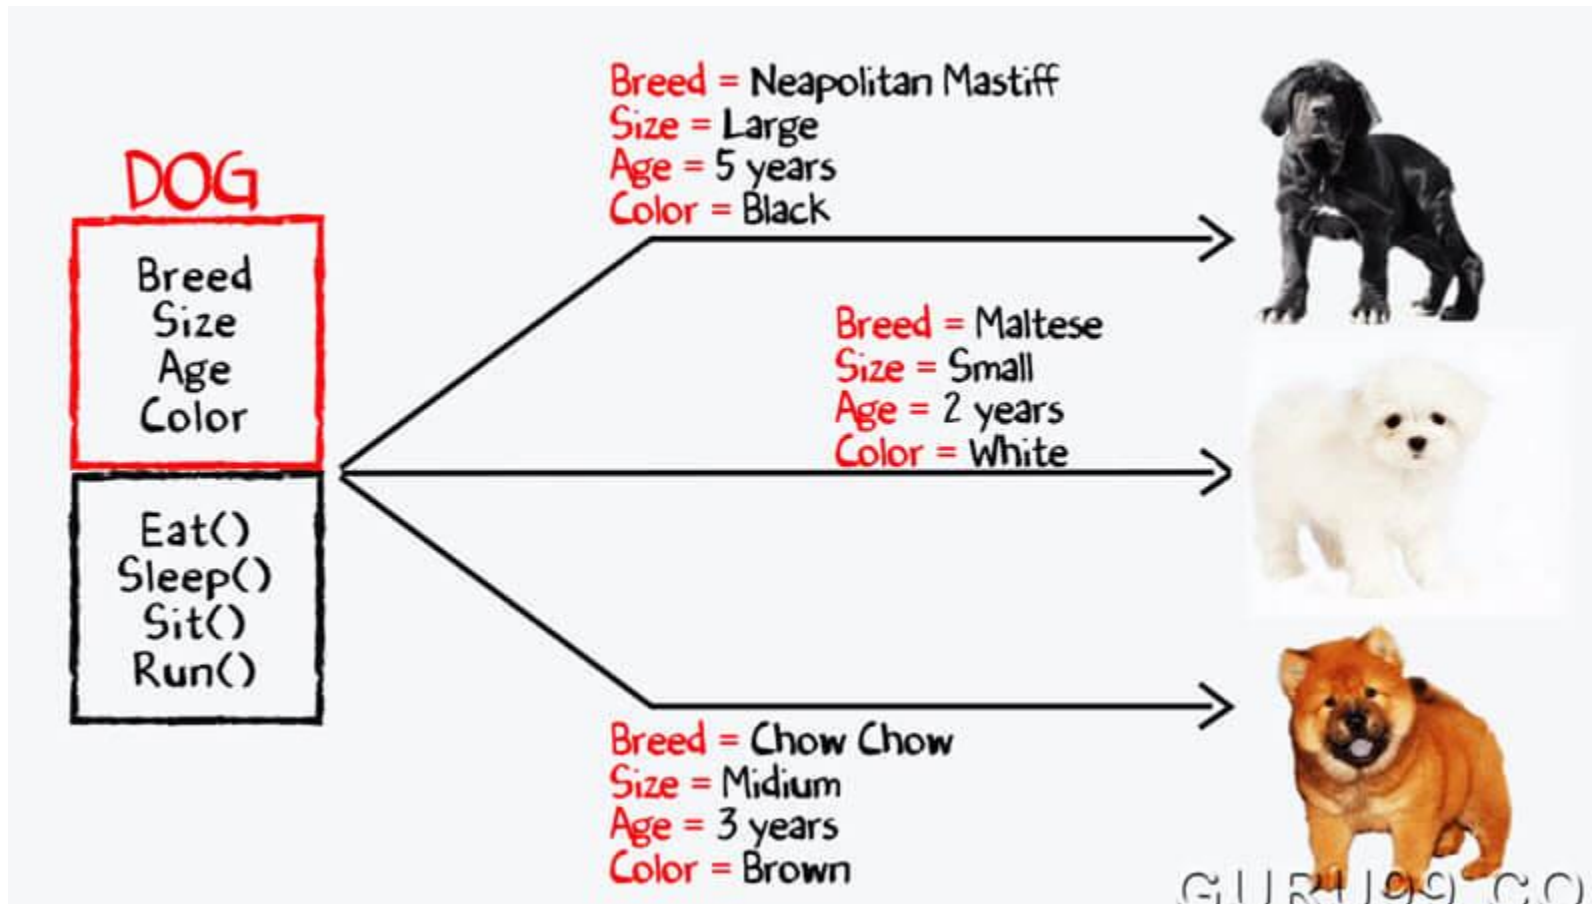 DOG
Breed
Size
Age
Color
Eat()
Sleep()
Sit()
Run()
Breed = Neapolitan Mastiff
Size = Large
Age = 5 years
Color = Black
Breed = Maltese
Size = Small
Age = 2 years
Color = White
Breed = Chow Chow
Size = Midium
Age = 3 years
Color = Brown
GURU99.CO